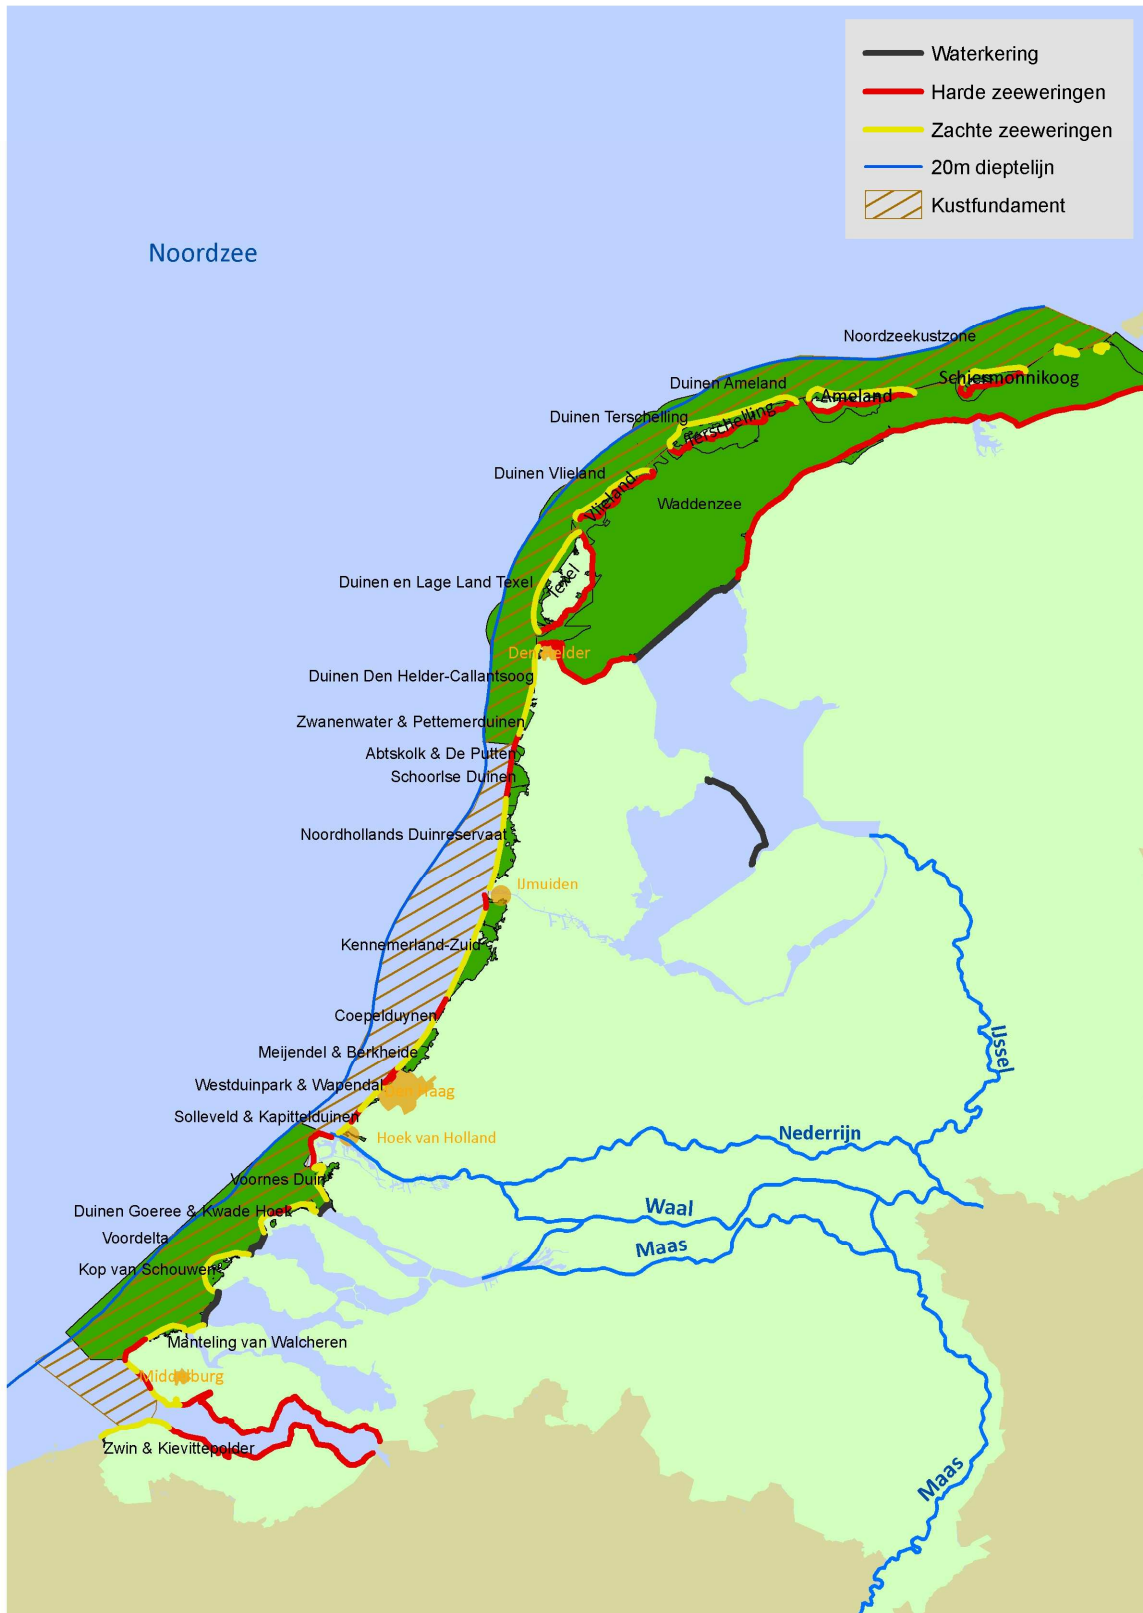 Waterkering
Harde zeeweringen
Zachte zeeweringen
20m dieptelijn
Kustfundament
Noordzee
Noordzeekustzone
Schiermonnikoog
Duinen Ameland
Ameland
Duinen Terschelling
Terschelling
Duinen Vlieland
Vlieland
Waddenzee
Duinen en Lage Land Texel
Texel
Den Helder
Duinen Den Helder-Callantsoog
Zwanenwater & Pettemerduinen
Abtskolk & De Putten
Schoorlse Duinen
Noordhollands Duinreservaat
IJmuiden
Kennemerland-Zuid
Coepelduynen
Meijendel & Berkheide
Westduinpark & Wapendal
Den Haag
Solleveld & Kapittelduinen
Hoek van Holland
IJssel
Nederrijn
Voornes Duin
Duinen Goeree & Kwade Hoek
Waal
Voordelta
Maas
Kop van Schouwen
Manteling van Walcheren
Middelburg
Zwin & Kievittepolder
Maas